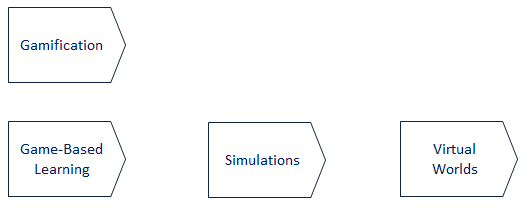 Gamification
Game-Based
Learning
Simulations
Virtual
Worlds